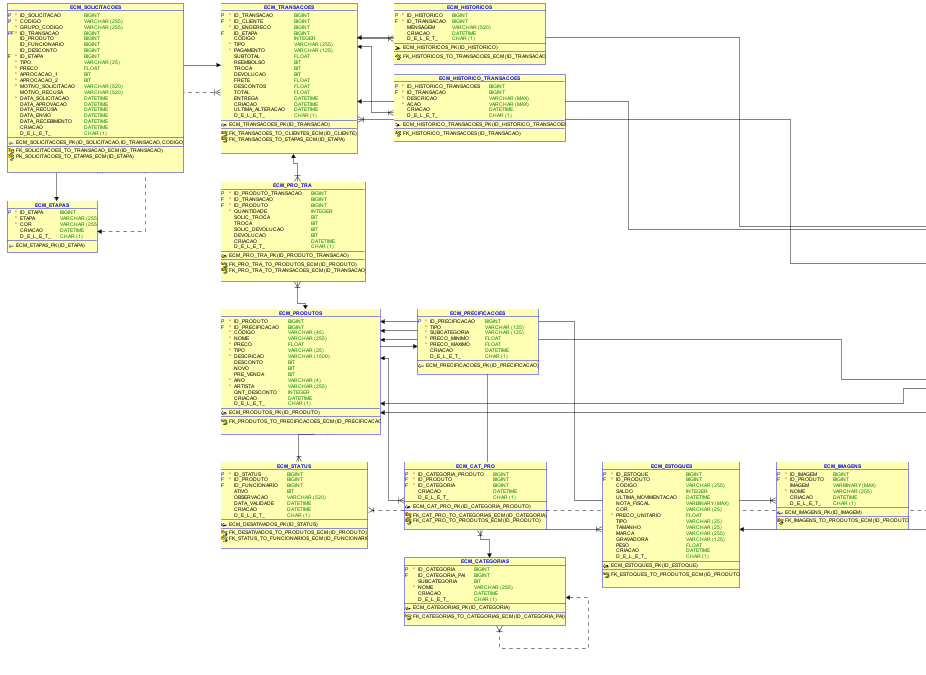 ECM_SOLICITACOES
P * ID_SOLICITACAO BIGINT
P * CODIGO VARCHAR (255)
* GRUPO_CODIGO VARCHAR (255)
PF * ID_TRANSACAO BIGINT
ID_PRODUTO BIGINT
ID_FUNCIONARIO BIGINT
ID_DESCONTO BIGINT
F * ID_ETAPA BIGINT
* TIPO VARCHAR (25)
* PRECO FLOAT
* APROCACAO_1 BIT
* APROCACAO_2 BIT
* MOTIVO_SOLICITACAO VARCHAR (520)
MOTIVO_RECUSA VARCHAR (520)
* DATA_SOLICITACAO DATETIME
DATA_APROVACAO DATETIME
DATA_RECUSA DATETIME
DATA_ENVIO DATETIME
DATA_RECEBIMENTO DATETIME
CRIACAO DATETIME
D_E_L_E_T_ CHAR (1)
ECM_SOLICITACOES_PK (ID_SOLICITACAO, ID_TRANSACAO, CODIGO)
FK_SOLICITACOES_TO_TRANSACAO_ECM (ID_TRANSACAO)
PK_SOLICITACOES_TO_ETAPAS_ECM (ID_ETAPA)
ECM_TRANSACOES
P * ID_TRANSACAO BIGINT
F * ID_CLIENTE BIGINT
* ID_ENDERECO BIGINT
F * ID_ETAPA BIGINT
CÓDIGO INTEGER
* TIPO VARCHAR (255)
* PAGAMENTO VARCHAR (125)
SUBTOTAL FLOAT
REEMBOLSO BIT
TROCA BIT
DEVOLUCAO BIT
FRETE FLOAT
DESCONTOS FLOAT
* TOTAL FLOAT
ENTREGA DATETIME
CRIACAO DATETIME
ULTIMA_ALTERACAO DATETIME
D_E_L_E_T_ CHAR (1)
ECM_TRANSACOES_PK (ID_TRANSACAO)
FK_TRANSACOES_TO_CLIENTES_ECM (ID_CLIENTE)
FK_TRANSACOES_TO_ETAPAS_ECM (ID_ETAPA)
ECM_HISTORICOS
P * ID_HISTORICO BIGINT
F * ID_TRANSACAO BIGINT
MENSAGEM VARCHAR (520)
CRIACAO DATETIME
D_E_L_E_T_ CHAR (1)
ECM_HISTORICOS_PK (ID_HISTORICO)
FK_HISTORICOS_TO_TRANSACOES_ECM (ID_TRANSACAO
ECM_HISTORICO_TRANSACOES
P * ID_HISTORICO_TRANSACOES BIGINT
F * ID_TRANSACAO BIGINT
* DESCRICAO VARCHAR (MAX)
* ACAO VARCHAR (MAX)
CRIACAO DATETIME
D_E_L_E_T_ CHAR (1)
ECM_HISTORICO_TRANSACOES_PK (ID_HISTORICO_TRANSACOES
FK_HISTORICO_TRANSACOES (ID_TRANSACAO)
ECM_ETAPAS
P * ID_ETAPA BIGINT
* ETAPA VARCHAR (255
* COR VARCHAR (255
CRIACAO DATETIME
D_E_L_E_T_ CHAR (1)
ECM_ETAPAS_PK (ID_ETAPA)
ECM_PRO_TRA
P * ID_PRODUTO_TRANSACAO BIGINT
F * ID_TRANSACAO BIGINT
F * ID_PRODUTO BIGINT
* QUANTIDADE INTEGER
SOLIC_TROCA BIT
TROCA BIT
SOLIC_DEVOLUCAO BIT
DEVOLUCAO BIT
CRIACAO DATETIME
D_E_L_E_T_ CHAR (1)
ECM_PRO_TRA_PK (ID_PRODUTO_TRANSACAO)
FK_PRO_TRA_TO_PRODUTOS_ECM (ID_PRODUTO)
FK_PRO_TRA_TO_TRANSACOES_ECM (ID_TRANSACAO)
ECM_PRODUTOS
P * ID_PRODUTO BIGINT
F * ID_PRECIFICACAO BIGINT
* CÓDIGO VARCHAR (45)
* NOME VARCHAR (255)
* PRECO FLOAT
* TIPO VARCHAR (25)
* DESCRICAO VARCHAR (1500)
DESCONTO BIT
NOVO BIT
PRE_VENDA BIT
* ANO VARCHAR (4)
* ARTISTA VARCHAR (255)
QNT_DESCONTO INTEGER
CRIACAO DATETIME
D_E_L_E_T_ CHAR (1)
ECM_PRODUTOS_PK (ID_PRODUTO)
FK_PRODUTOS_TO_PRECIFICACOES_ECM (ID_PRECIFICACAO
ECM_PRECIFICACOES
P * ID_PRECIFICACAO BIGINT
* TIPO VARCHAR (125)
* SUBCATEGORIA VARCHAR (125)
* PRECO_MINIMO FLOAT
* PRECO_MAXIMO FLOAT
CRIACAO DATETIME
D_E_L_E_T_ CHAR (1)
ECM_PRECIFICACOES_PK (ID_PRECIFICACAO)
ECM_STATUS
P * ID_STATUS BIGINT
F * ID_PRODUTO BIGINT
F * ID_FUNCIONARIO BIGINT
ATIVO BIT
OBSERVACAO VARCHAR (520)
DATA_VALIDADE DATETIME
CRIACAO DATETIME
D_E_L_E_T_ CHAR (1)
ECM_DESATIVADOS_PK (ID_STATUS)
FK_DESATIVADOS_TO_PRODUTOS_ECM (ID_PRODUTO)
FK_STATUS_TO_FUNCIONARIOS_ECM (ID_FUNCIONARI
ECM_CAT_PRO
P * ID_CATEGORIA_PRODUTO BIGINT
F * ID_PRODUTO BIGINT
F * ID_CATEGORIA BIGINT
CRIACAO DATETIME
D_E_L_E_T_ CHAR (1)
ECM_CAT_PRO_PK (ID_CATEGORIA_PRODUTO)
FK_CAT_PRO_TO_CATEGORIAS_ECM (ID_CATEGORIA)
FK_CAT_PRO_TO_PRODUTOS_ECM (ID_PRODUTO)
ECM_ESTOQUES
P * ID_ESTOQUE BIGINT
F * ID_PRODUTO BIGINT
CÓDIGO VARCHAR (255)
SALDO INTEGER
ULTIMA_MOVIMENTACAO DATETIME
NOTA_FISCAL VARBINARY (MAX)
COR VARCHAR (25)
* PRECO_UNITARIO FLOAT
TIPO VARCHAR (25)
TAMANHO VARCHAR (25)
MARCA VARCHAR (255)
GRAVADORA VARCHAR (125)
PESO FLOAT
CRIACAO DATETIME
D_E_L_E_T_ CHAR (1)
ECM_ESTOQUES_PK (ID_ESTOQUE)
FK_ESTOQUES_TO_PRODUTOS_ECM (ID_PRODUTO
ECM_IMAGENS
P * ID_IMAGEM BIGINT
F * ID_PRODUTO BIGINT
IMAGEM VARBINARY (MAX)
* NOME VARCHAR (255)
CRIACAO DATETIME
D_E_L_E_T_ CHAR (1)
ECM_IMAGENS_PK (ID_IMAGEM)
FK_IMAGENS_TO_PRODUTOS_ECM (ID_PRODUTO
ECM_CATEGORIAS
P * ID_CATEGORIA BIGINT
F ID_CATEGORIA_PAI BIGINT
SUBCATEGORIA BIT
* NOME VARCHAR (255)
CRIACAO DATETIME
D_E_L_E_T_ CHAR (1)
ECM_CATEGORIAS_PK (ID_CATEGORIA)
FK_CATEGORIAS_TO_CATEGORIAS_ECM (ID_CATEGORIA_PAI)